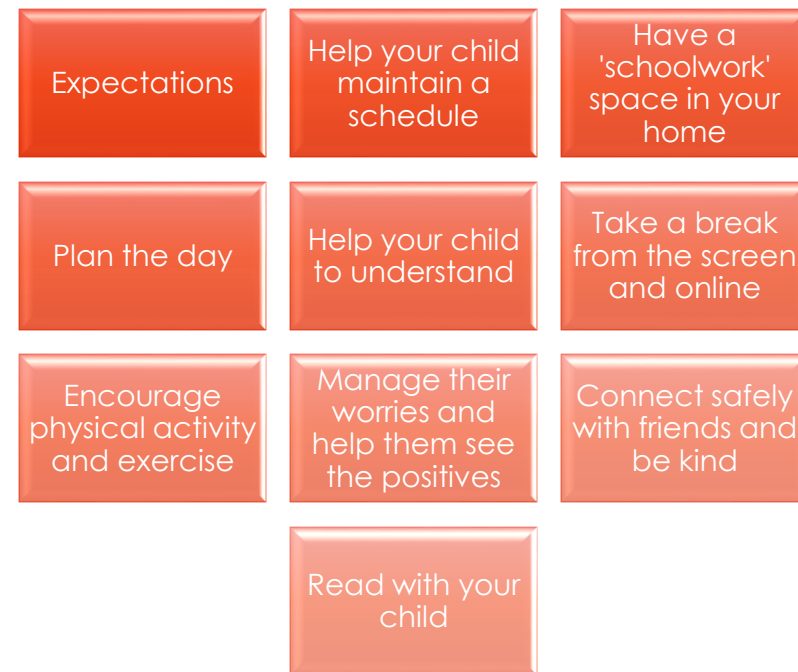 Expectations
Help your child
maintain a
schedule
Have a
'schoolwork'
space in your
home
Plan the day
Help your child
to understand
Take a break
from the screen
and online
Encourage
physical activity
and exercise
Manage their
worries and
help them see
the positives
Connect safely
with friends and
be kind
Read with your
child